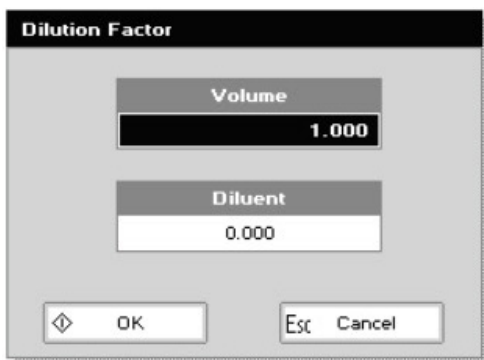 Dilution Factor
Volume
1.000
Diluent
0.000
OK
Esc Cancel